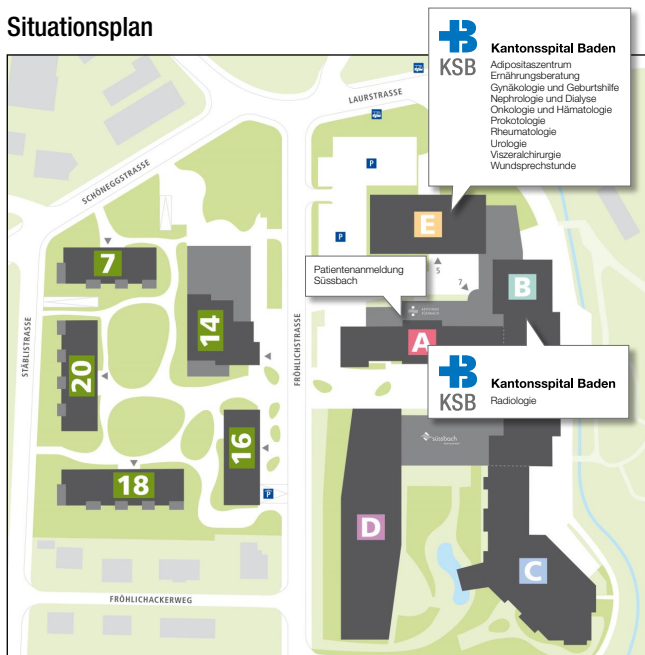 Situationsplan
KSB
Kantonsspital Baden
Adipositaszentrum
Ernährungsberatung
Gynäkologie und Geburtshilfe
Nephrologie und Dialyse
Onkologie und Hämatologie
Prokotologie
Rheumatologie
Urologie
Viszeralchirurgie
Wundsprechstunde
LAURSTRASSE
SCHÖNEGGSTRASSE
P
P
E
7
5
7
Patientenanmeldung
Süssbach
B
süssbach
14
A
STÄBLISTRASSE
FRÖHLICHSTRASSE
20
KSB
Kantonsspital Baden
Radiologie
16
süssbach
18
P
D
C
FRÖHLICHACKERWEG